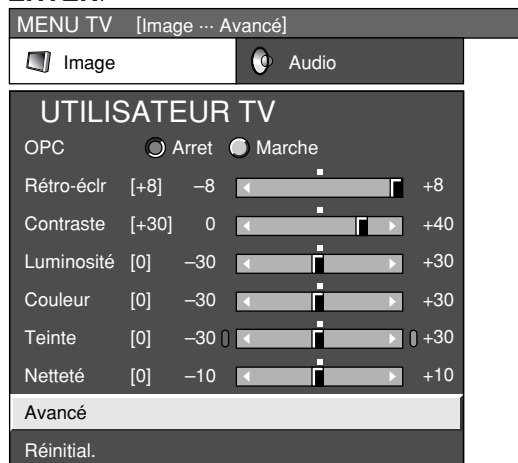 MENU TV [Image ... Avancé]
Image Audio
UTILISATEUR TV
OPC Arret Marche
Rétro-éclr [+8] –8 +8
Contraste [+30] 0 +40
Luminosité [0] –30 +30
Couleur [0] –30 +30
Teinte [0] –30 +30
Netteté [0] –10 +10
Avancé
Réinitial.